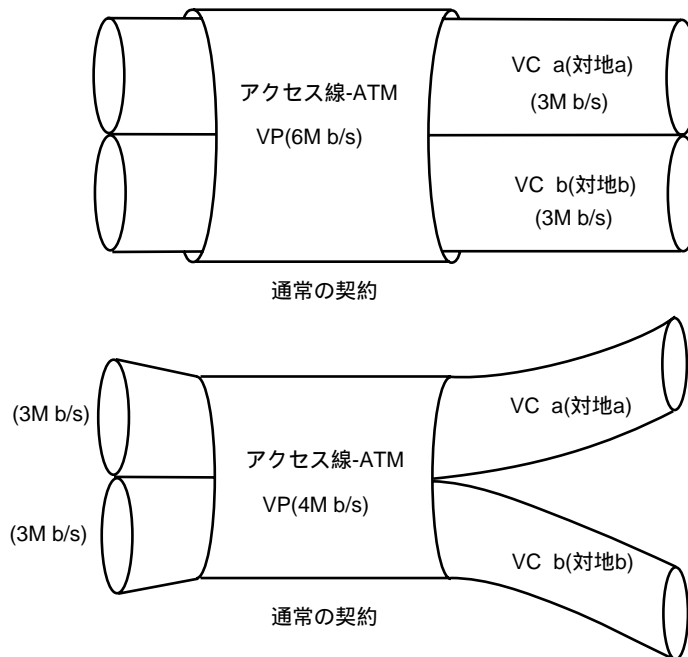 アクセス線-ATM
VP(6M b/s)
VC a(対地a)
(3M b/s)
VC b(対地b)
(3M b/s)
通常の契約
(3M b/s)
(3M b/s)
アクセス線-ATM
VP(4M b/s)
VC a(対地a)
VC b(対地b)
通常の契約